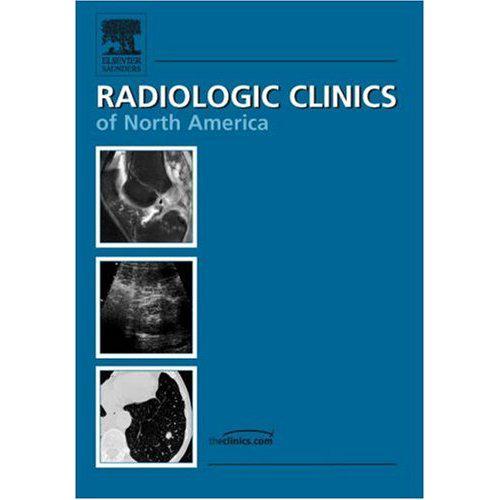 ELSEVIER
SAUNDERS
RADIOLOGIC CLINICS
of North America
theclinics.com